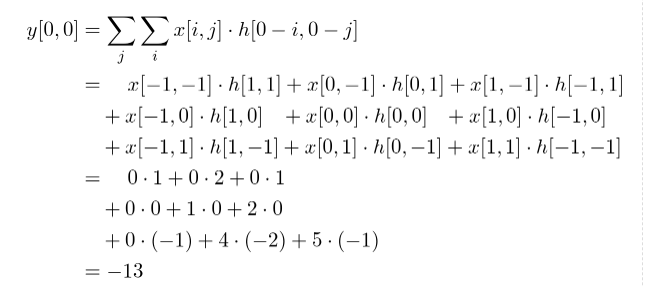 y[0,0] = ∑_j ∑_i x[i,j] · h[0 − i, 0 − j]
= x[−1,−1] · h[1,1] + x[0,−1] · h[0,1] + x[1,−1] · h[−1,1]
+ x[−1,0] · h[1,0] + x[0,0] · h[0,0] + x[1,0] · h[−1,0]
+ x[−1,1] · h[1,−1] + x[0,1] · h[0,−1] + x[1,1] · h[−1,−1]
= 0 · 1 + 0 · 2 + 0 · 1
+ 0 · 0 + 1 · 0 + 2 · 0
+ 0 · (−1) + 4 · (−2) + 5 · (−1)
= −13